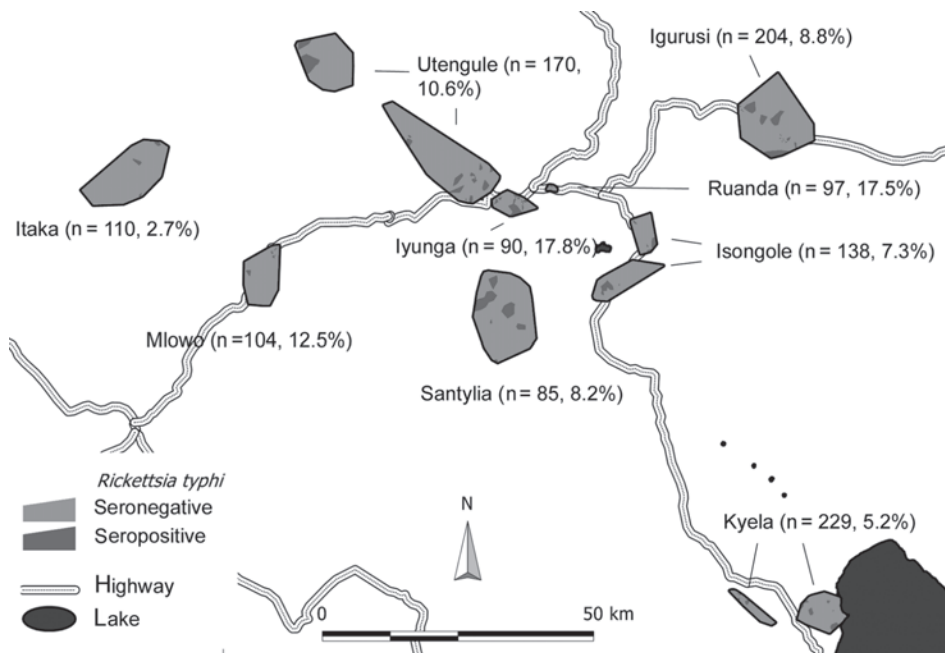 Igurusi (n = 204, 8.8%)
Utengule (n = 170,
10.6%)
Ruanda (n = 97, 17.5%)
Itaka (n = 110, 2.7%)
Iyunga (n = 90, 17.8%)
Isongole (n = 138, 7.3%)
Mlowo (n =104, 12.5%)
Santylia (n = 85, 8.2%)
Rickettsia typhi
Seronegative
Seropositive
Highway
Lake
N
Kyela (n = 229, 5.2%)
0 50 km